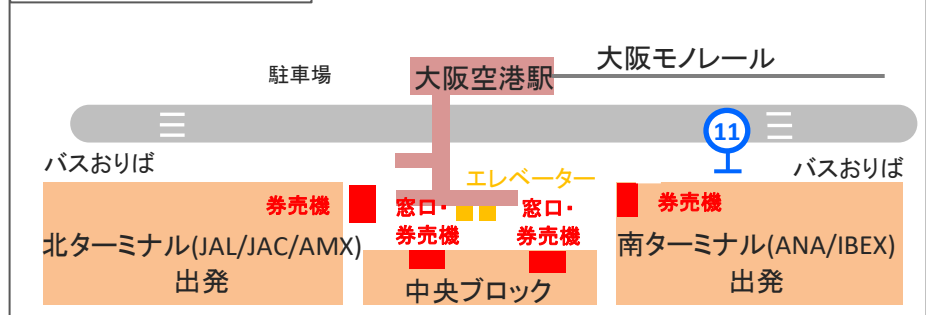 大阪モノレール
駐車場
大阪空港駅
11
バスおりば
バスおりば
エレベーター
券売機
窓口・
券売機
窓口・
券売機
券売機
北ターミナル(JAL/JAC/AMX)
出発
中央ブロック
南ターミナル(ANA/IBEX)
出発